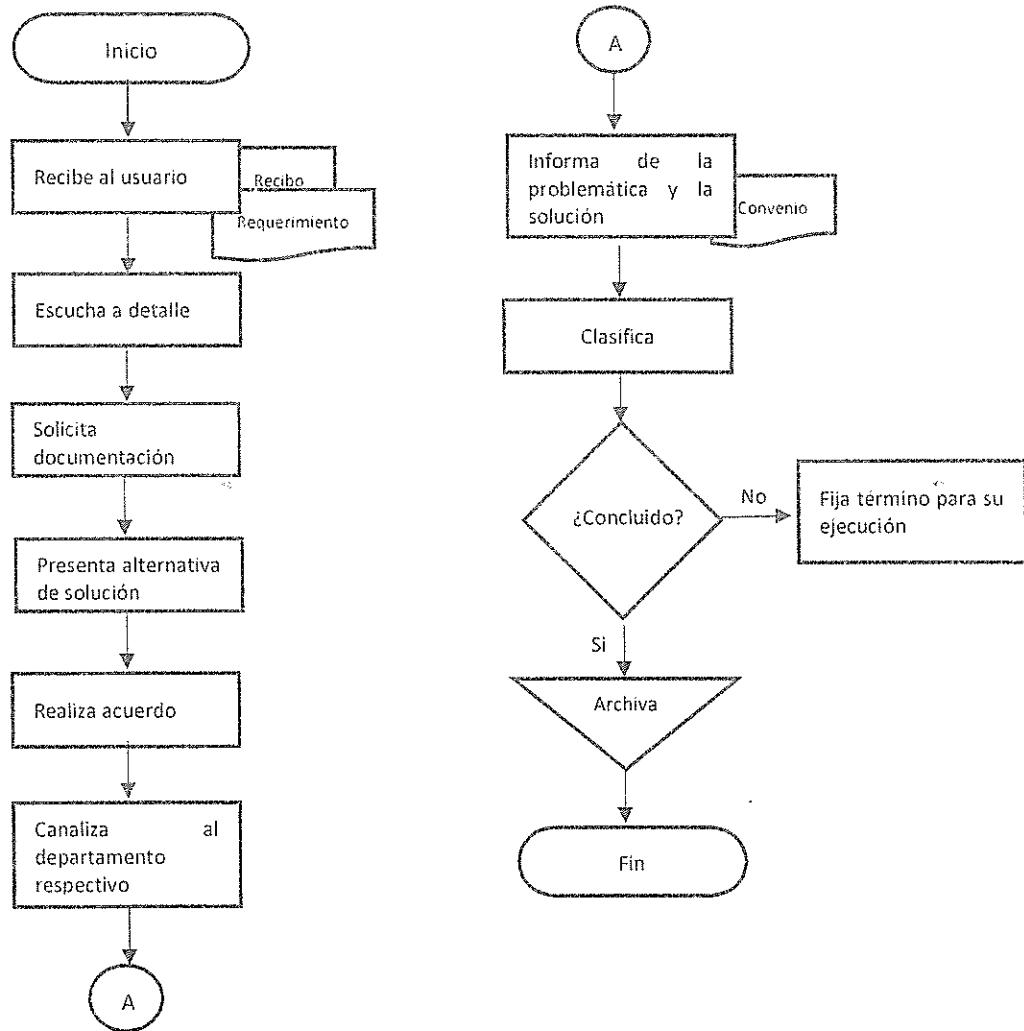 Inicio
Recibe al usuario
Recibo
Requerimiento
Escucha a detalle
Solicita
documentación
Presenta alternativa
de solución
Realiza acuerdo
Canaliza al
departamento
respectivo
A
A
Informa de la
problemática y la
solución
Convenio
Clasifica
¿Concluido?
No
Fija término para su
ejecución
Si
Archiva
Fin